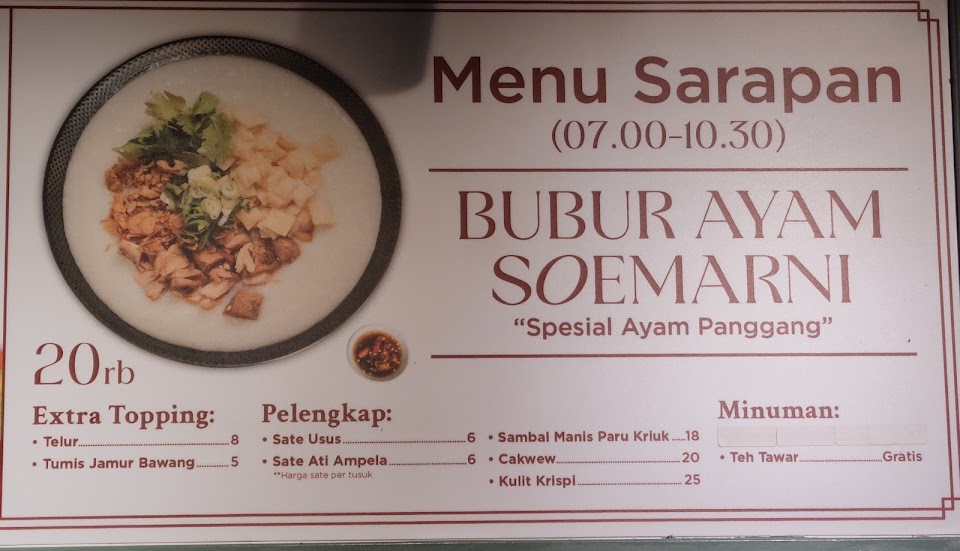 Menu Sarapan
(07.00-10.30)
BUBUR AYAM
SOEMARNI
“Spesial Ayam Panggang”
20rb
Extra Topping:
• Telur..........8
• Tumis Jamur Bawang..........5
Pelengkap:
• Sate Usus..........6
• Sate Ati Ampela..........6
**Harga sate per tusuk
• Sambal Manis Paru Kriuk.....18
• Cakwew..........20
• Kulit Krispi..........25
Minuman:
• Teh Tawar..........Gratis